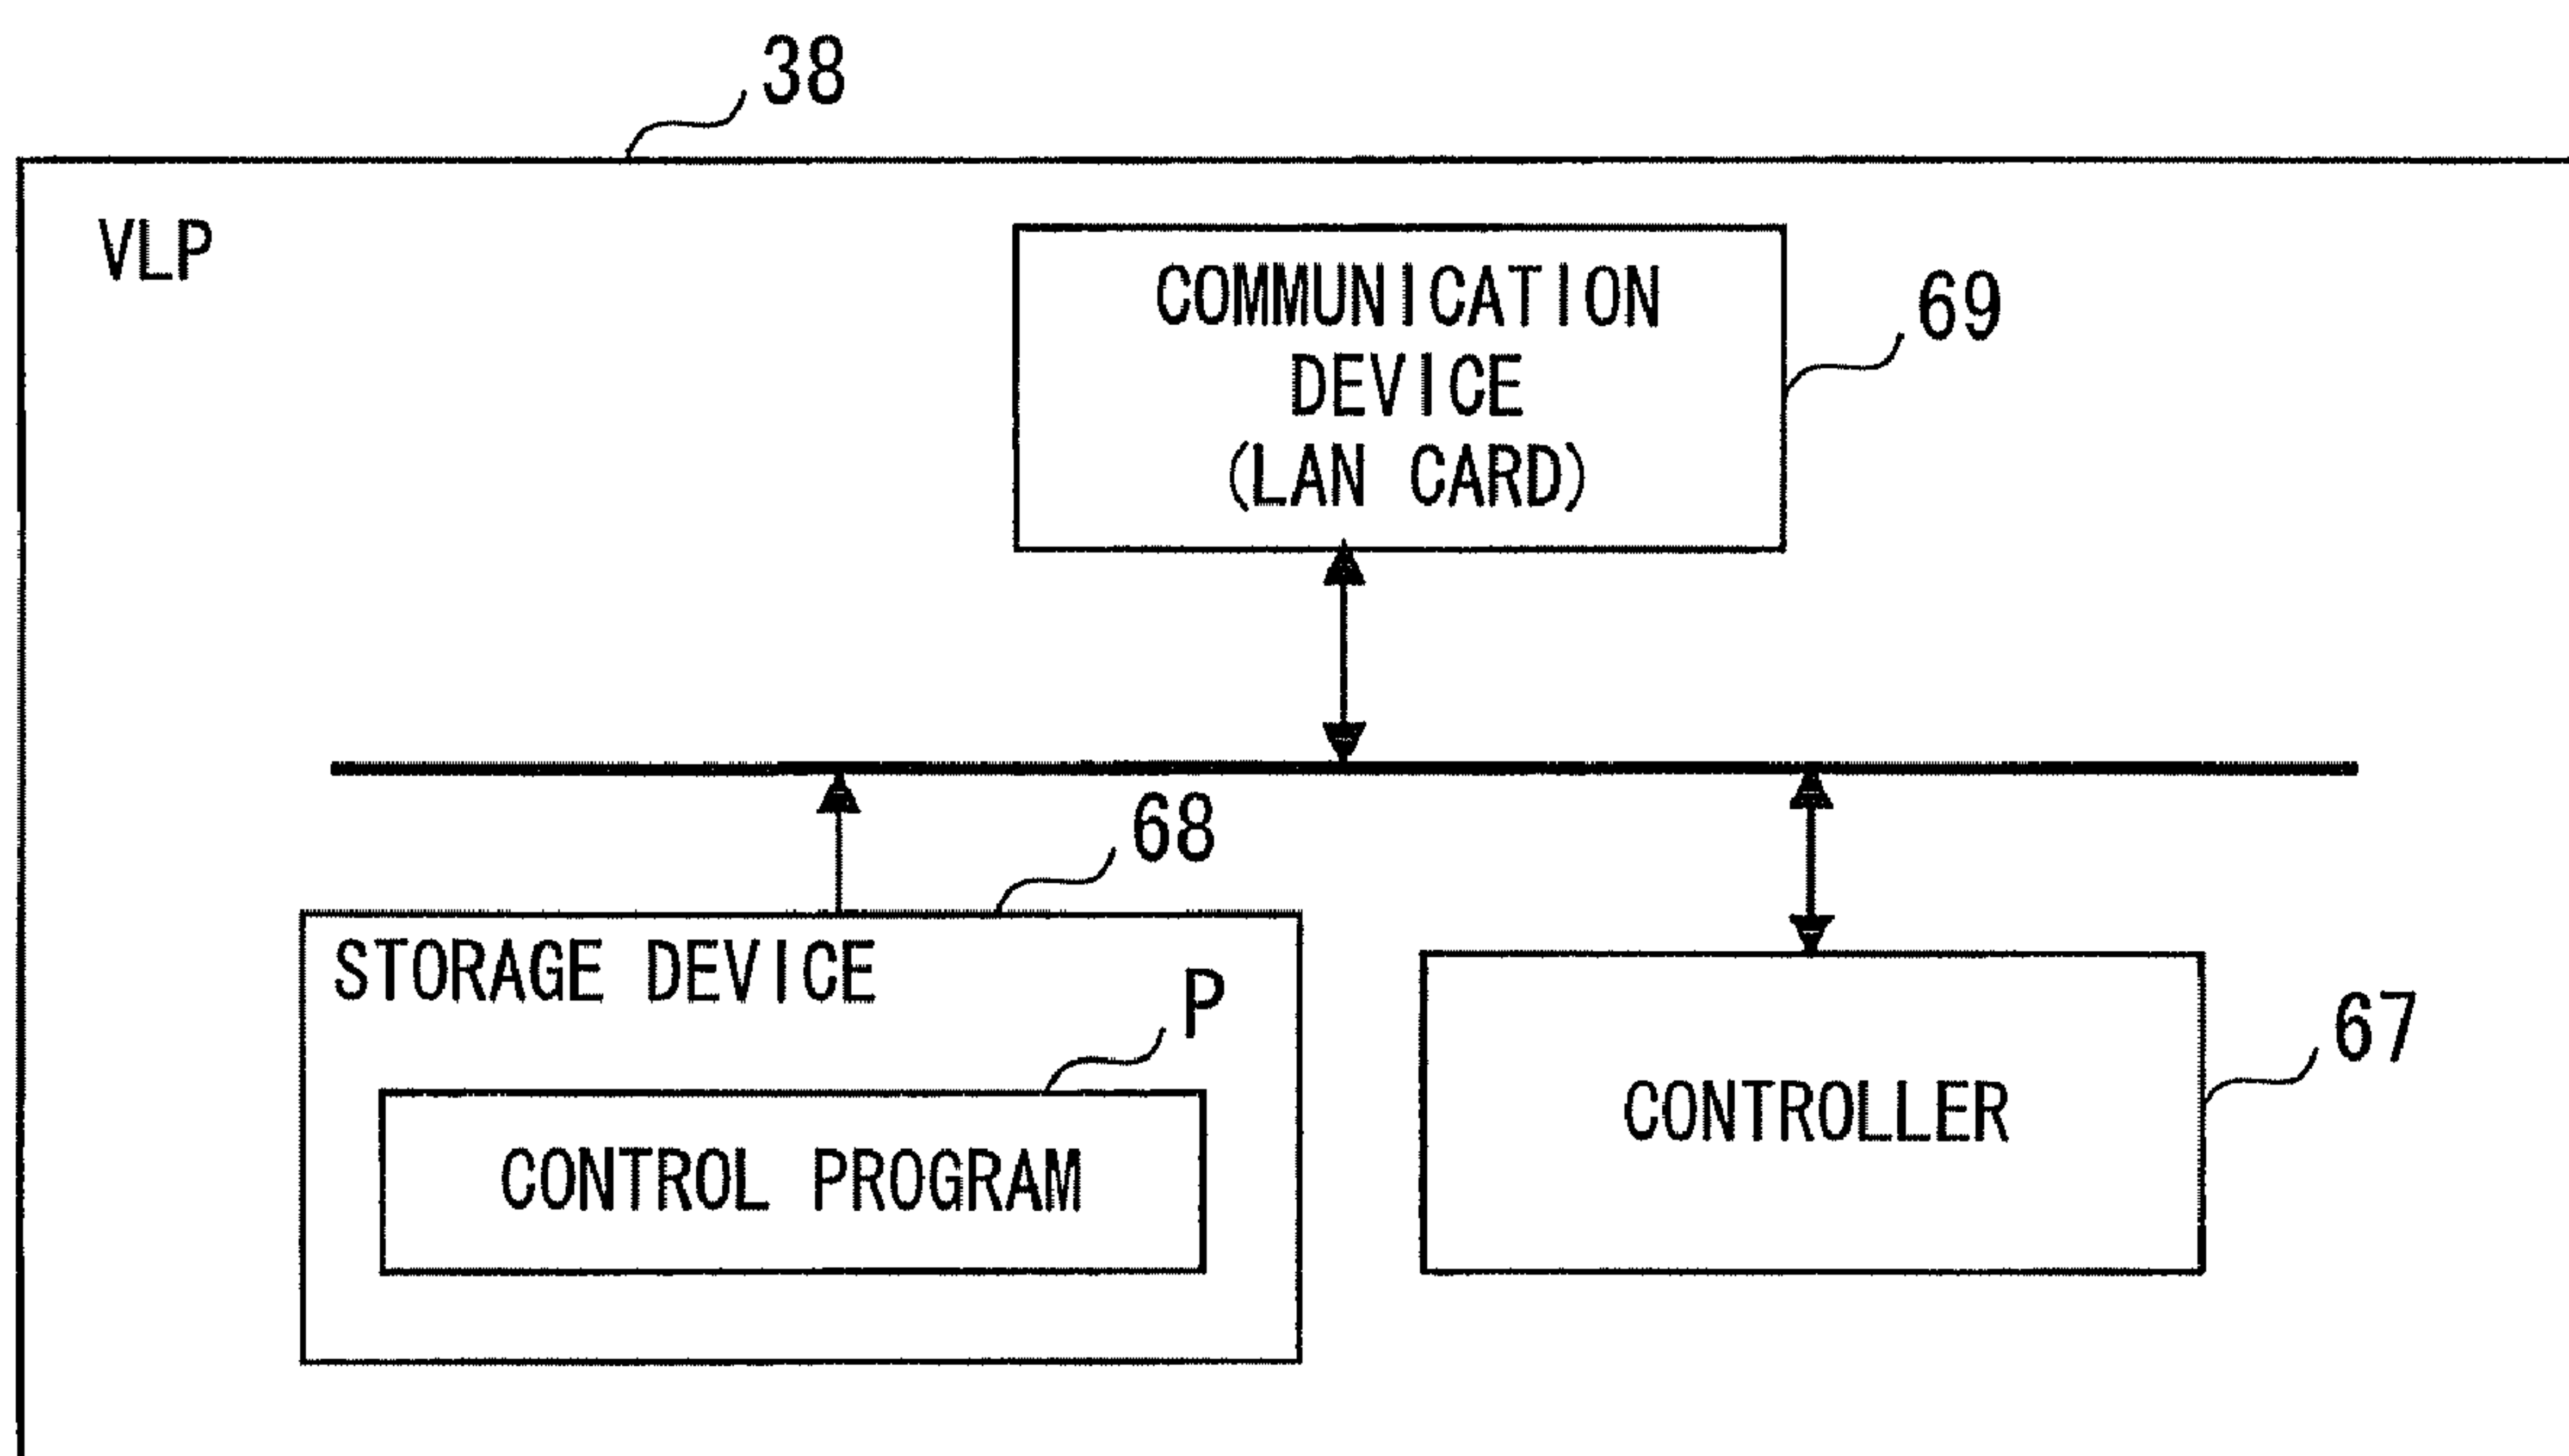 38
VLP
COMMUNICATION
DEVICE
(LAN CARD)
69
68
STORAGE DEVICE
P
CONTROL PROGRAM
67
CONTROLLER